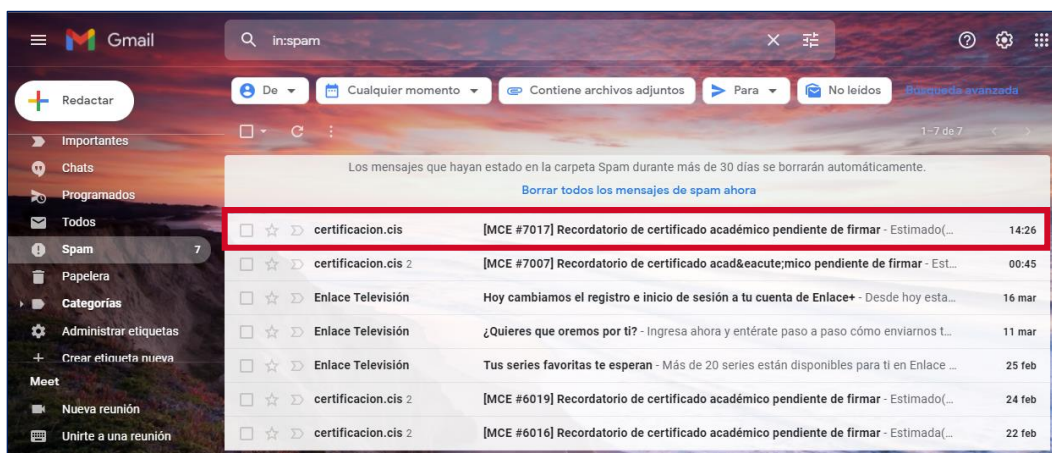 Gmail
in:spam
Redactar
De
Cualquier momento
Contiene archivos adjuntos
Para
No leídos
Búsqueda avanzada
1–7 de 7
Importantes
Chats
Programados
Todos
Spam 7
Papelera
Categorías
Administrar etiquetas
Crear etiqueta nueva
Meet
Nueva reunión
Unirte a una reunión
Los mensajes que hayan estado en la carpeta Spam durante más de 30 días se borrarán automáticamente.
Borrar todos los mensajes de spam ahora
certificacion.cis [MCE #7017] Recordatorio de certificado académico pendiente de firmar - Estimado(... 14:26
certificacion.cis 2 [MCE #7007] Recordatorio de certificado acad&eacute;mico pendiente de firmar - Est... 00:45
Enlace Televisión Hoy cambiamos el registro e inicio de sesión a tu cuenta de Enlace+ - Desde hoy esta... 16 mar
Enlace Televisión ¿Quieres que oremos por ti? - Ingresa ahora y entérate paso a paso cómo enviarnos t... 11 mar
Enlace Televisión Tus series favoritas te esperan - Más de 20 series están disponibles para ti en Enlace ... 25 feb
certificacion.cis 2 [MCE #6019] Recordatorio de certificado académico pendiente de firmar - Estimado(... 24 feb
certificacion.cis 2 [MCE #6016] Recordatorio de certificado académico pendiente de firmar - Estimada(... 22 feb